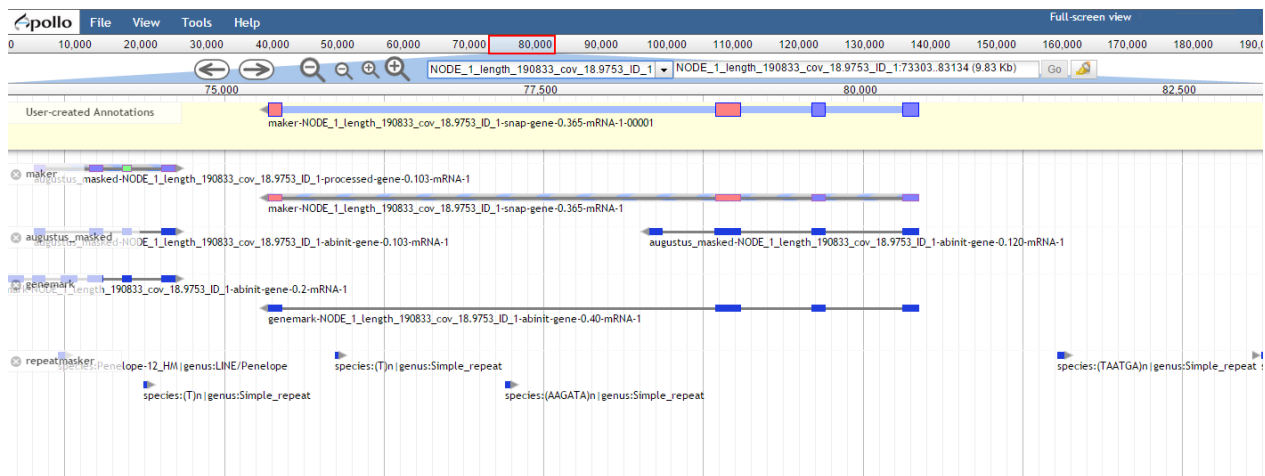 Apollo File View Tools Help Full-screen view
0 10,000 20,000 30,000 40,000 50,000 60,000 70,000 80,000 90,000 100,000 110,000 120,000 130,000 140,000 150,000 160,000 170,000 180,000 190,0
NODE_1_length_190833_cov_18.9753_ID_1 NODE_1_length_190833_cov_18.9753_ID_1:73303..83134 (9.83 Kb) Go
75,000 77,500 80,000 82,500
User-created Annotations
maker-NODE_1_length_190833_cov_18.9753_ID_1-snap-gene-0.365-mRNA-1-00001
maker
augustus_masked-NODE_1_length_190833_cov_18.9753_ID_1-processed-gene-0.103-mRNA-1
maker-NODE_1_length_190833_cov_18.9753_ID_1-snap-gene-0.365-mRNA-1
augustus_masked
augustus_masked-NODE_1_length_190833_cov_18.9753_ID_1-abinit-gene-0.103-mRNA-1 augustus_masked-NODE_1_length_190833_cov_18.9753_ID_1-abinit-gene-0.120-mRNA-1
genemark
mark-NODE_1_length_190833_cov_18.9753_ID_1-abinit-gene-0.2-mRNA-1
genemark-NODE_1_length_190833_cov_18.9753_ID_1-abinit-gene-0.40-mRNA-1
repeatmasker
species:Penelope-12_HM|genus:LINE/Penelope species:(T)n|genus:Simple_repeat species:(TAATGA)n|genus:Simple_repeat
species:(T)n|genus:Simple_repeat species:(AAGATA)n|genus:Simple_repeat